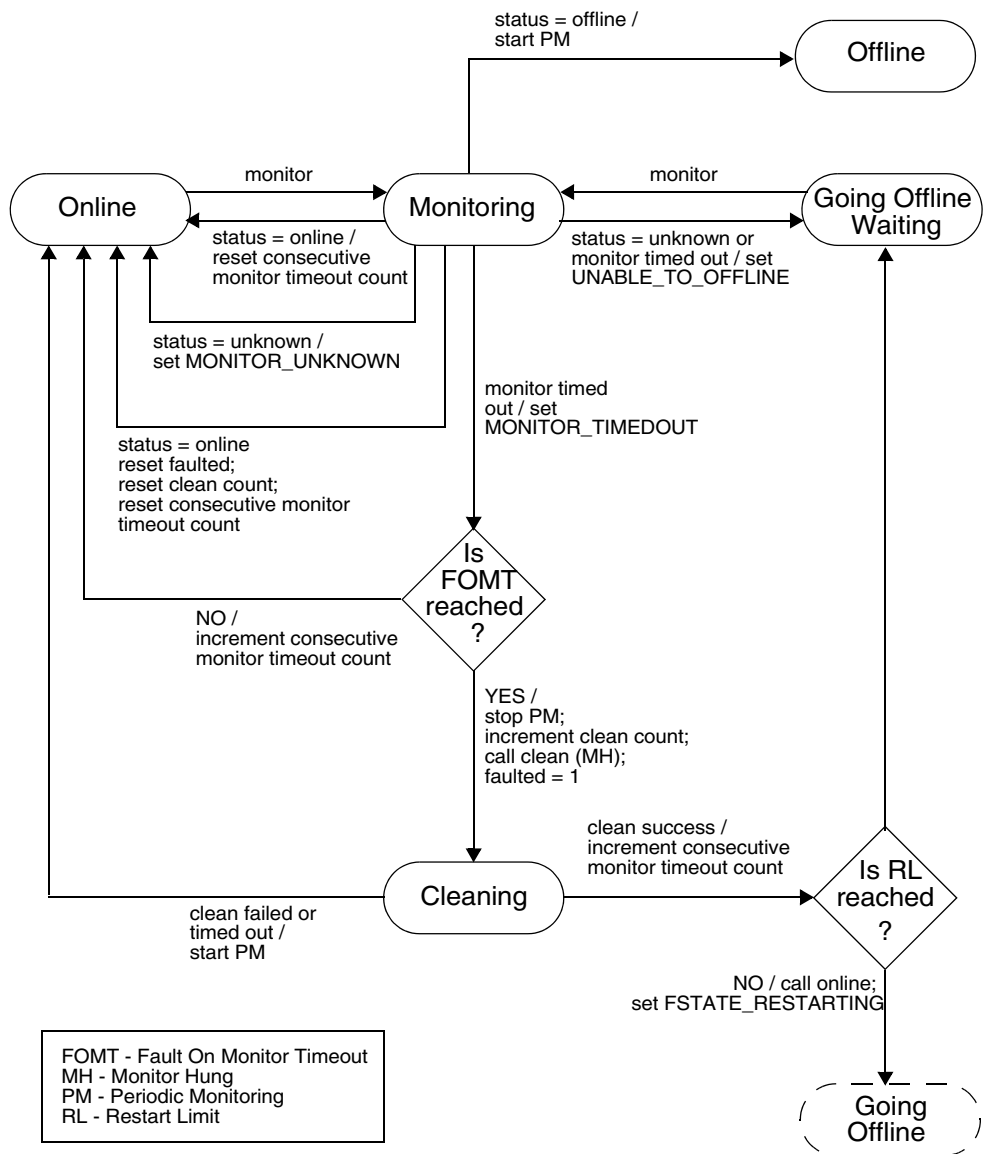 status = offline /
start PM
Offline
monitor
monitor
Online
Monitoring
Going Offline
Waiting
status = online /
reset consecutive
monitor timeout count
status = unknown or
monitor timed out / set
UNABLE_TO_OFFLINE
status = unknown /
set MONITOR_UNKNOWN
monitor timed
out / set
MONITOR_TIMEDOUT
status = online
reset faulted;
reset clean count;
reset consecutive monitor
timeout count
Is
FOMT
reached
?
NO /
increment consecutive
monitor timeout count
YES /
stop PM;
increment clean count;
call clean (MH);
faulted = 1
clean success /
increment consecutive
monitor timeout count
Cleaning
Is RL
reached
?
clean failed or
timed out /
start PM
NO / call online;
set FSTATE_RESTARTING
FOMT - Fault On Monitor Timeout
MH - Monitor Hung
PM - Periodic Monitoring
RL - Restart Limit
Going
Offline